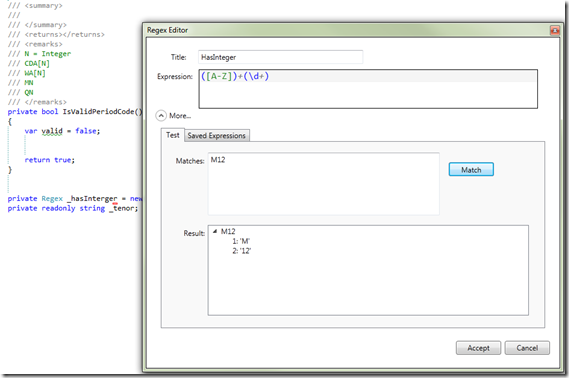 /// <summary>
///
/// </summary>
/// <returns></returns>
/// <remarks>
/// N = Integer
/// CDA[N]
/// WA[N]
/// MN
/// QN
/// </remarks>
private bool IsValidPeriodCode()
{
var valid = false;
return true;
}
private Regex _hasInterger = new
private readonly string _tenor;
Regex Editor
Title: HasInteger
Expression: ([A-Z])+(\d+)
More...
Test Saved Expressions
Matches: M12
Match
Result: M12
1: 'M'
2: '12'
Accept Cancel